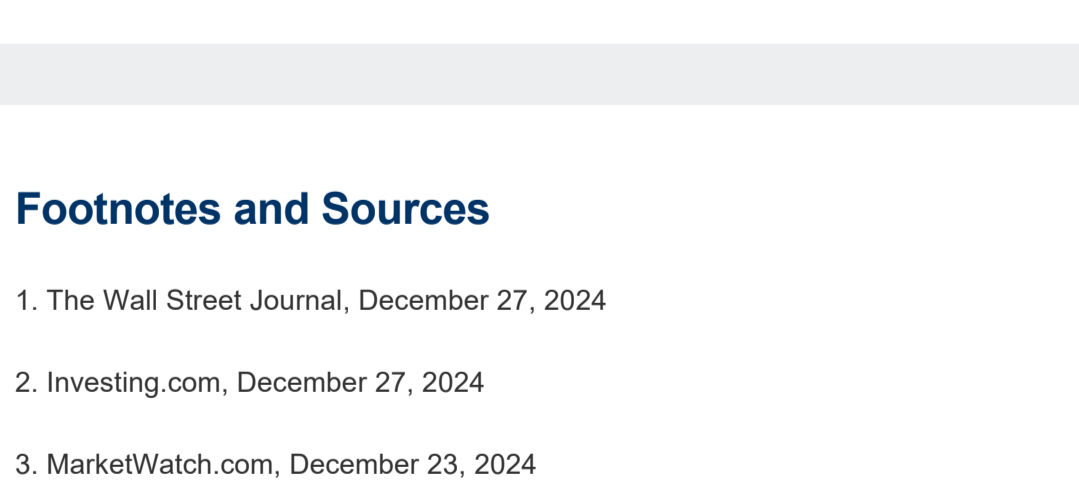 Footnotes and Sources
1. The Wall Street Journal, December 27, 2024
2. Investing.com, December 27, 2024
3. MarketWatch.com, December 23, 2024